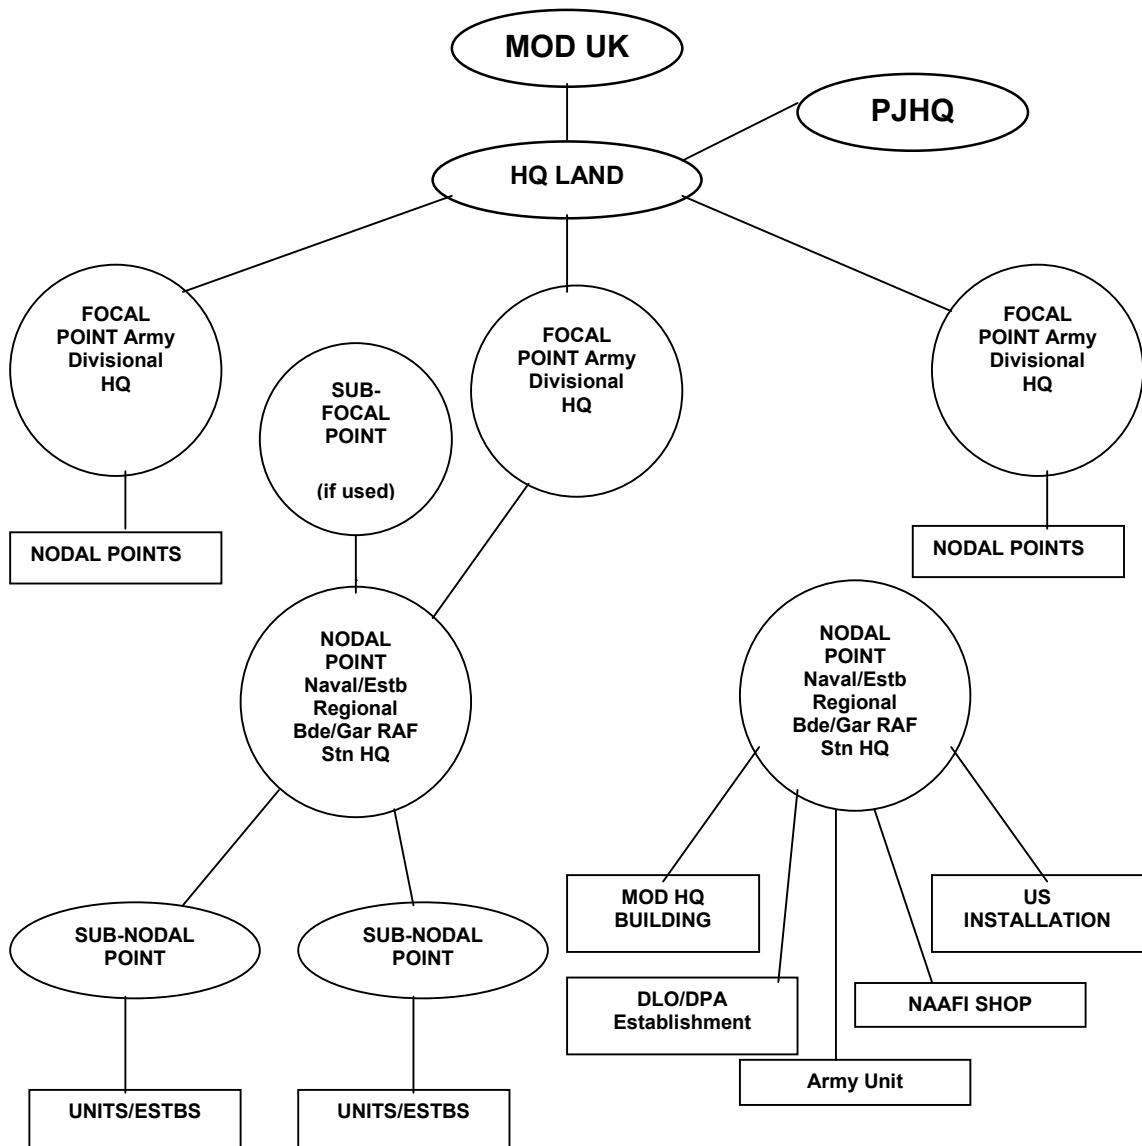 MOD UK
PJHQ
HQ LAND
FOCAL
POINT Army
Divisional
HQ
FOCAL
POINT Army
Divisional
HQ
FOCAL
POINT Army
Divisional
HQ
SUB-
FOCAL
POINT
(if used)
NODAL POINTS
NODAL POINTS
NODAL
POINT
Naval/Estb
Regional
Bde/Gar RAF
Stn HQ
NODAL
POINT
Naval/Estb
Regional
Bde/Gar RAF
Stn HQ
SUB-NODAL
POINT
SUB-NODAL
POINT
MOD HQ
BUILDING
US
INSTALLATION
DLO/DPA
Establishment
NAAFI SHOP
Army Unit
UNITS/ESTBS
UNITS/ESTBS